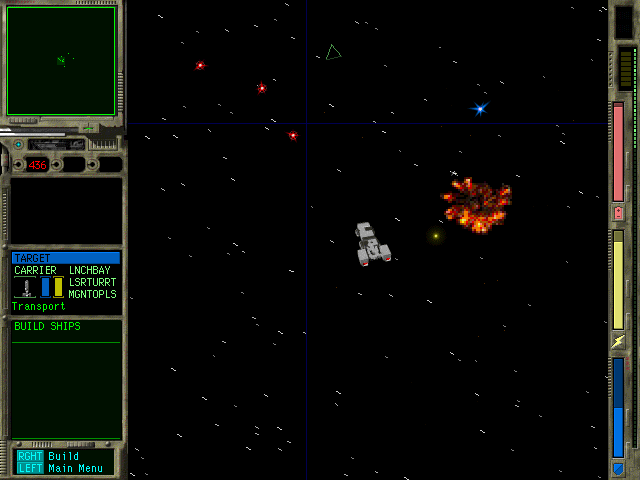 436
TARGET
CARRIER LNCHBAY
LSRTURRT
MGNTOPLS
Transport
BUILD SHIPS
RGHT Build
LEFT Main Menu